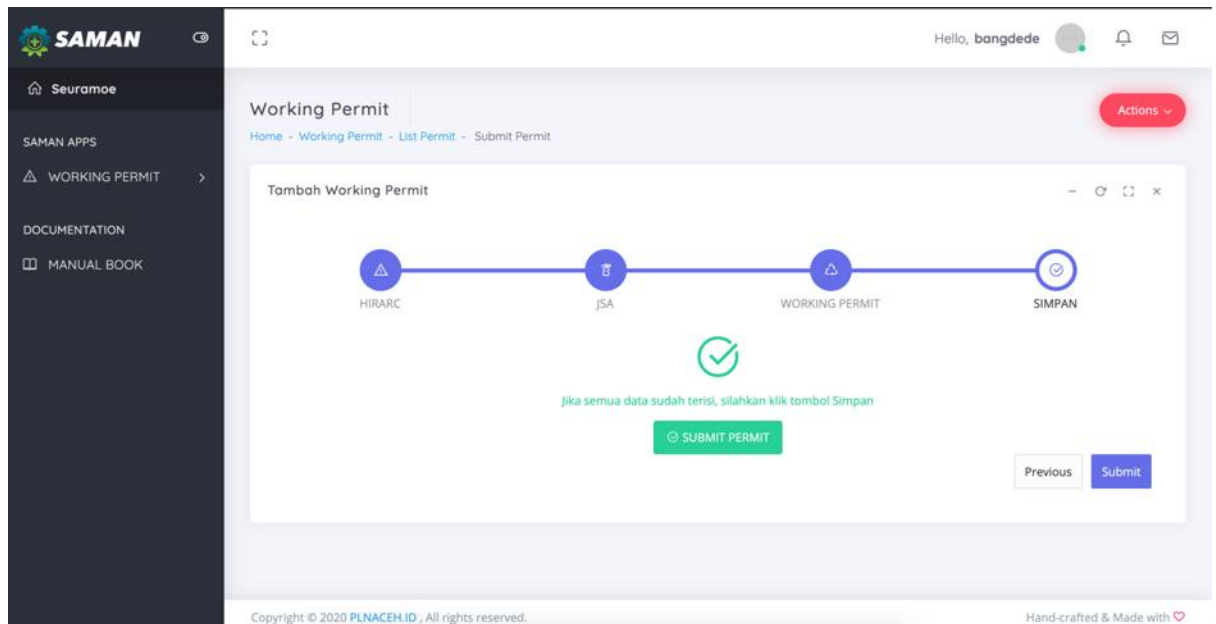 SAMAN
Hello, bangdede
Seuramoe
SAMAN APPS
WORKING PERMIT
DOCUMENTATION
MANUAL BOOK
Working Permit
Home - Working Permit - List Permit - Submit Permit
Actions
Tambah Working Permit
HIRARC
JSA
WORKING PERMIT
SIMPAN
Jika semua data sudah terisi, silahkan klik tombol Simpan
SUBMIT PERMIT
Previous
Submit
Copyright © 2020 PLNACEH.ID , All rights reserved.
Hand-crafted & Made with